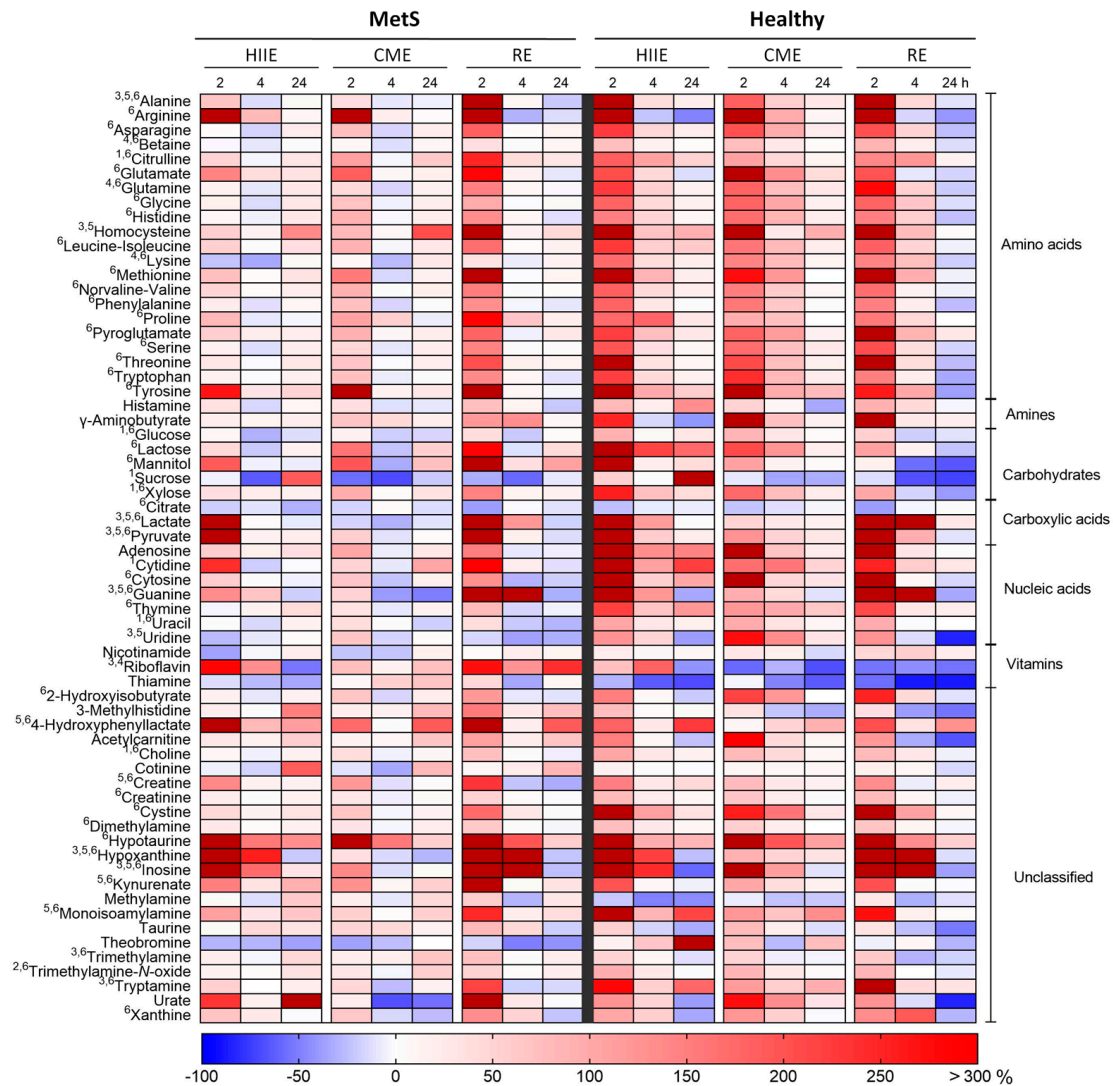 MetS Healthy
HIIE CME RE HIIE CME RE
2 4 24 2 4 24 2 4 24 2 4 24 2 4 24 2 4 24 h
3,5,6Alanine
6Arginine
6Asparagine
4,6Betaine
1,6Citrulline
6Glutamate
4,6Glutamine
6Glycine
6Histidine
3,5Homocysteine
6Leucine-Isoleucine
4,6Lysine
6Methionine
6Norvaline-Valine
6Phenylalanine
6Proline
6Pyroglutamate
6Serine
6Threonine
6Tryptophan
6Tyrosine
Amino acids
Histamine
γ-Aminobutyrate
Amines
1,6Glucose
6Lactose
6Mannitol
1Sucrose
1,6Xylose
Carbohydrates
6Citrate
3,5,6Lactate
3,5,6Pyruvate
Carboxylic acids
Adenosine
1Cytidine
6Cytosine
3,5,6Guanine
6Thymine
1,6Uracil
3,5Uridine
Nucleic acids
Nicotinamide
3,4Riboflavin
Thiamine
Vitamins
62-Hydroxyisobutyrate
3-Methylhistidine
5,64-Hydroxyphenyllactate
Acetylcarnitine
1,6Choline
Cotinine
5,6Creatine
6Creatinine
6Cystine
6Dimethylamine
6Hypotaurine
3,5,6Hypoxanthine
3,5,6Inosine
5,6Kynurenate
Methylamine
5,6Monoisoamylamine
Taurine
Theobromine
3,6Trimethylamine
2,6Trimethylamine-N-oxide
3,6Tryptamine
Urate
6Xanthine
Unclassified
-100 -50 0 50 100 150 200 250 > 300 %